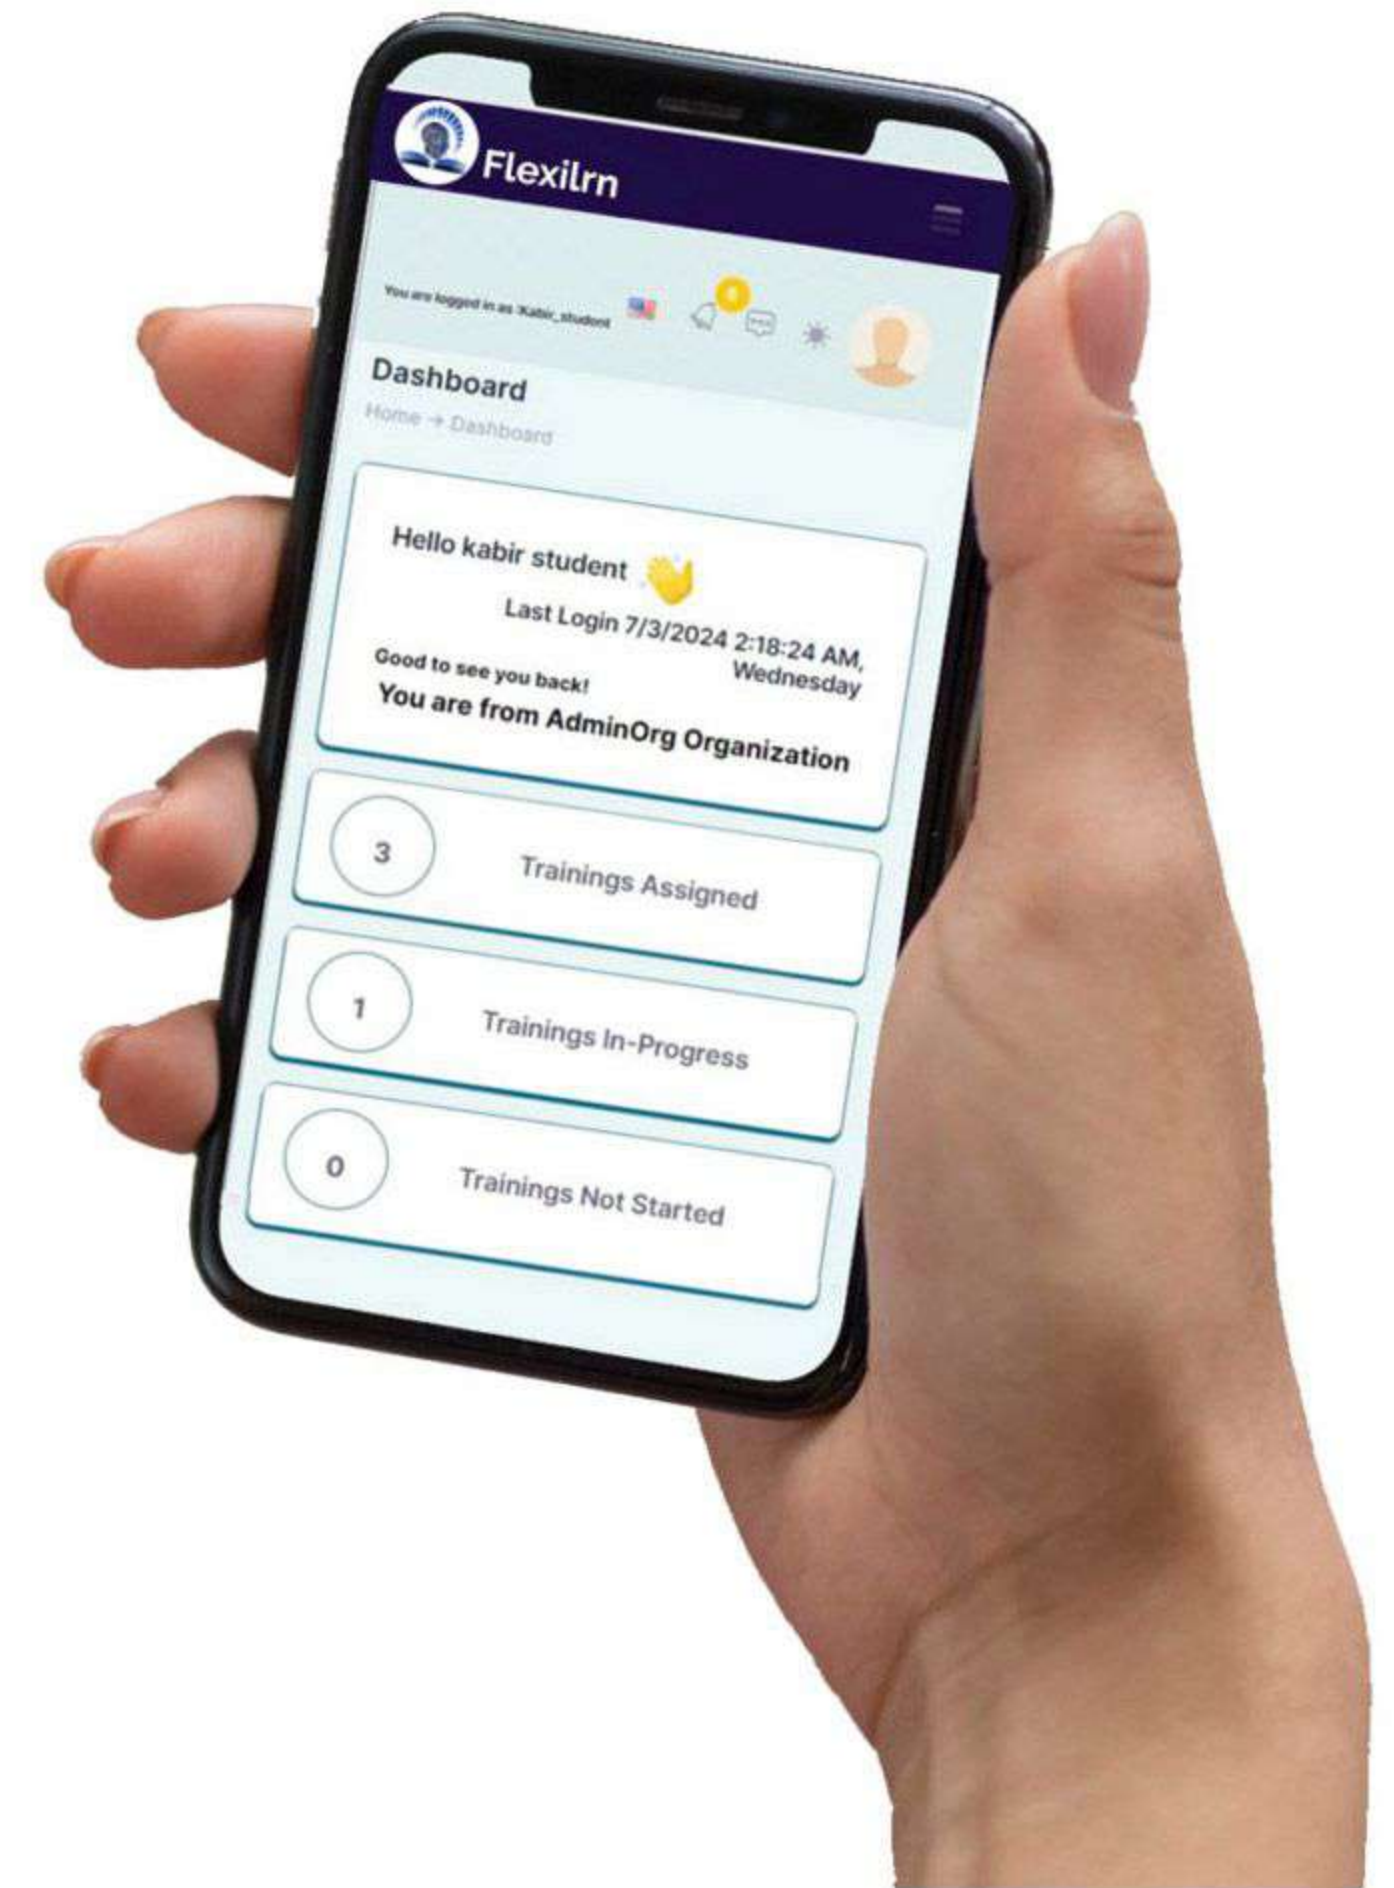 Flexilrn
You are logged in as :Kabir_student
Dashboard
Home → Dashboard
Hello kabir student
Last Login 7/3/2024 2:18:24 AM,
Wednesday
Good to see you back!
You are from AdminOrg Organization
3 Trainings Assigned
1 Trainings In-Progress
0 Trainings Not Started